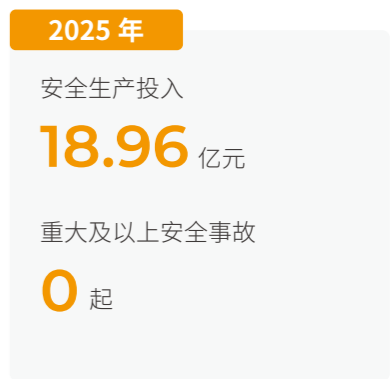 2025 年
安全生产投入
18.96 亿元
重大及以上安全事故
0 起